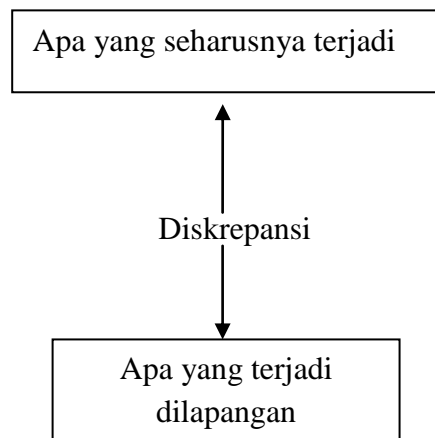 Apa yang seharusnya terjadi
Diskrepansi
Apa yang terjadi
dilapangan